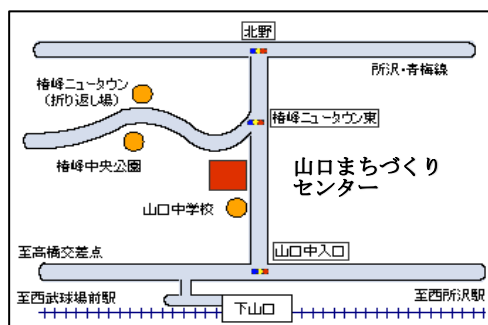 北野
所沢・青梅線
椿峰ニュータウン
(折り返し場)
椿峰ニュータウン東
椿峰中央公園
山口まちづくり
センター
山口中学校
山口中入口
至高橋交差点
至西武球場前駅
下山口
至西所沢駅